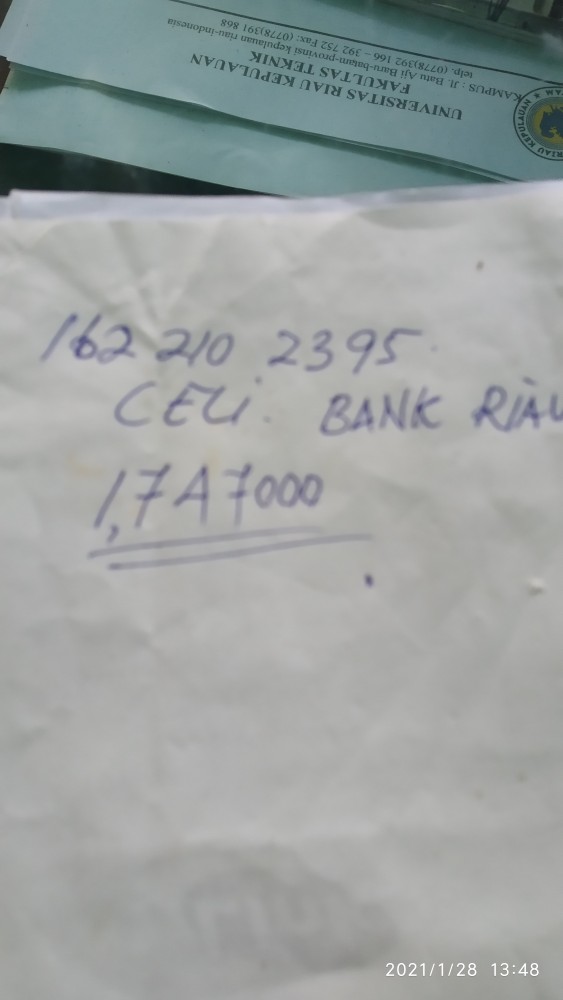 UNIVERSITAS RIAU KEPULAUAN
FAKULTAS TEKNIK
KAMPUS : Jl. Batu Aji Baru-batam-provinsi kepulauan riau-indonesia
telp. (0778)392 166 – 392 752 Fax: (0778)391 868
162 210 2395
CELI BANK RIAU
1,7A7000
2021/1/28 13:48